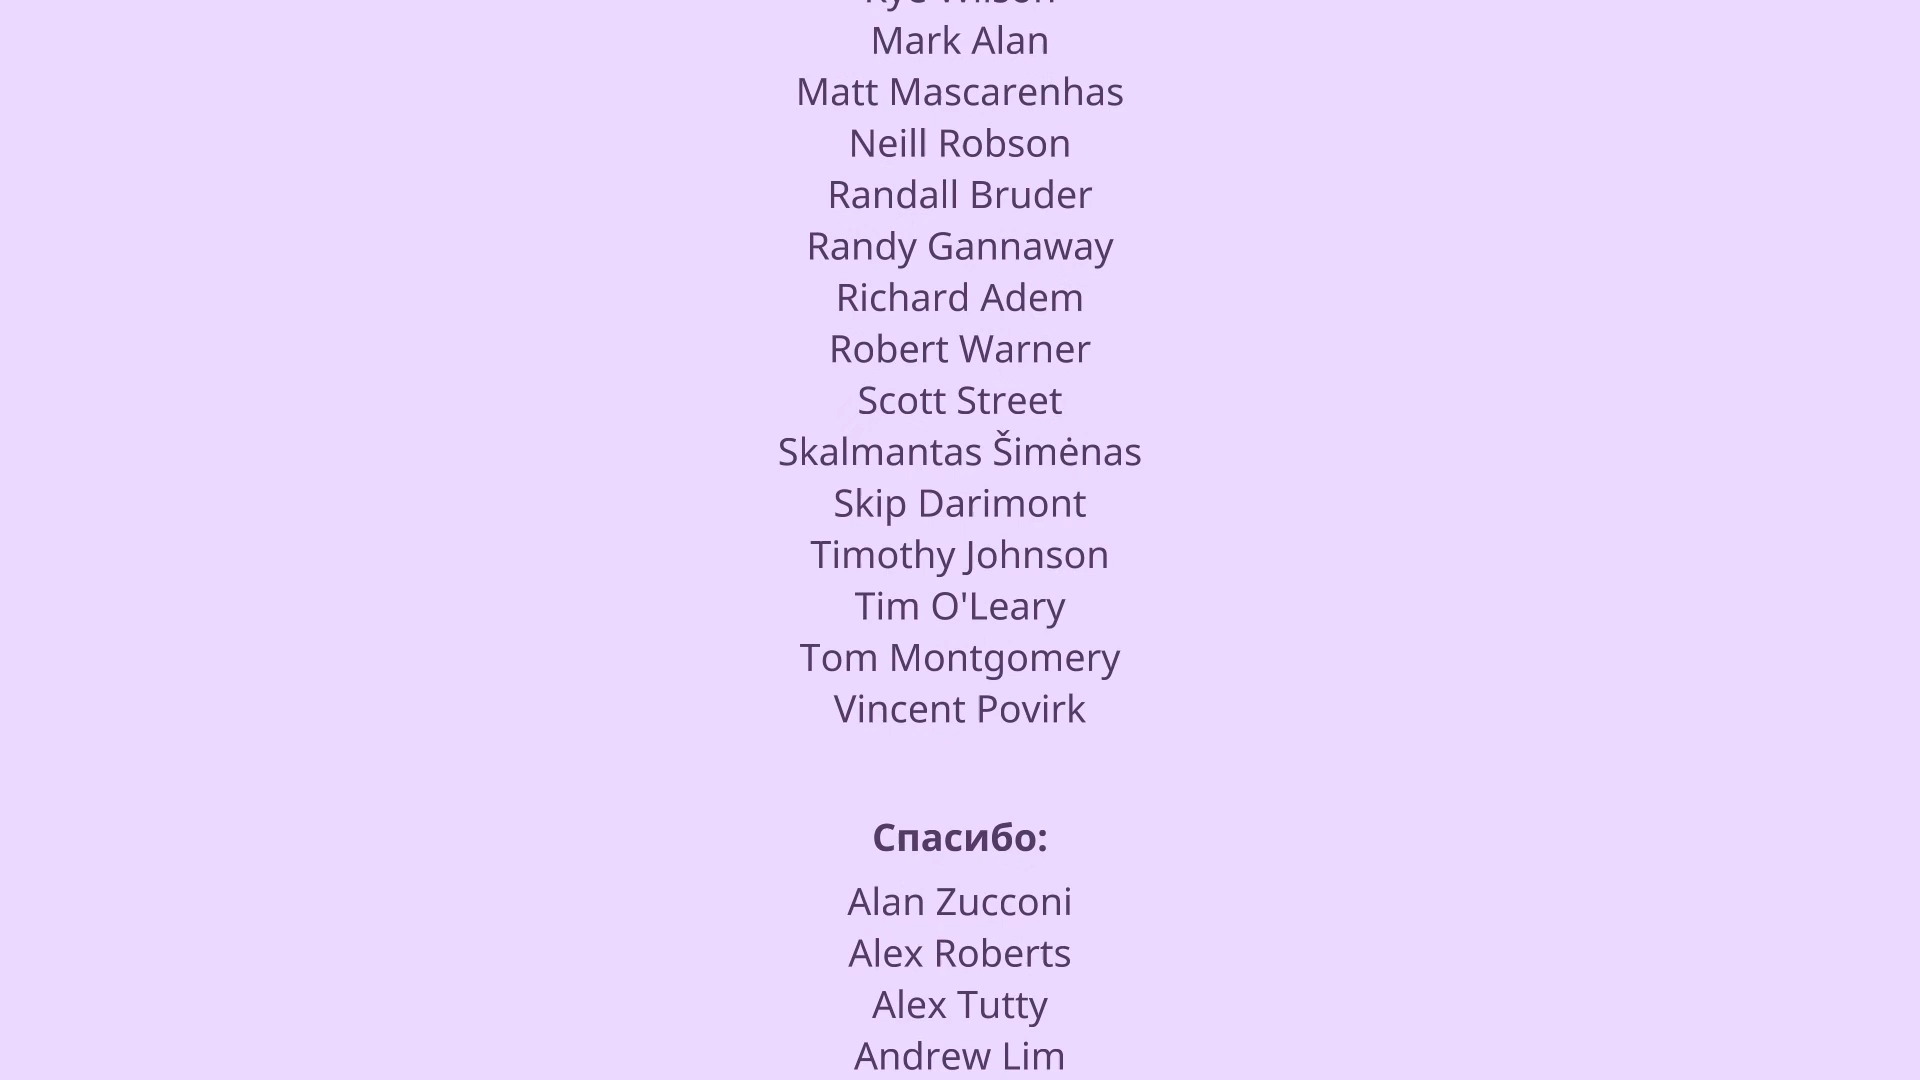 Mark Alan
Matt Mascarenhas
Neill Robson
Randall Bruder
Randy Gannaway
Richard Adem
Robert Warner
Scott Street
Skalmantas Šimėnas
Skip Darimont
Timothy Johnson
Tim O'Leary
Tom Montgomery
Vincent Povirk
Спасибо:
Alan Zucconi
Alex Roberts
Alex Tutty
Andrew Lim